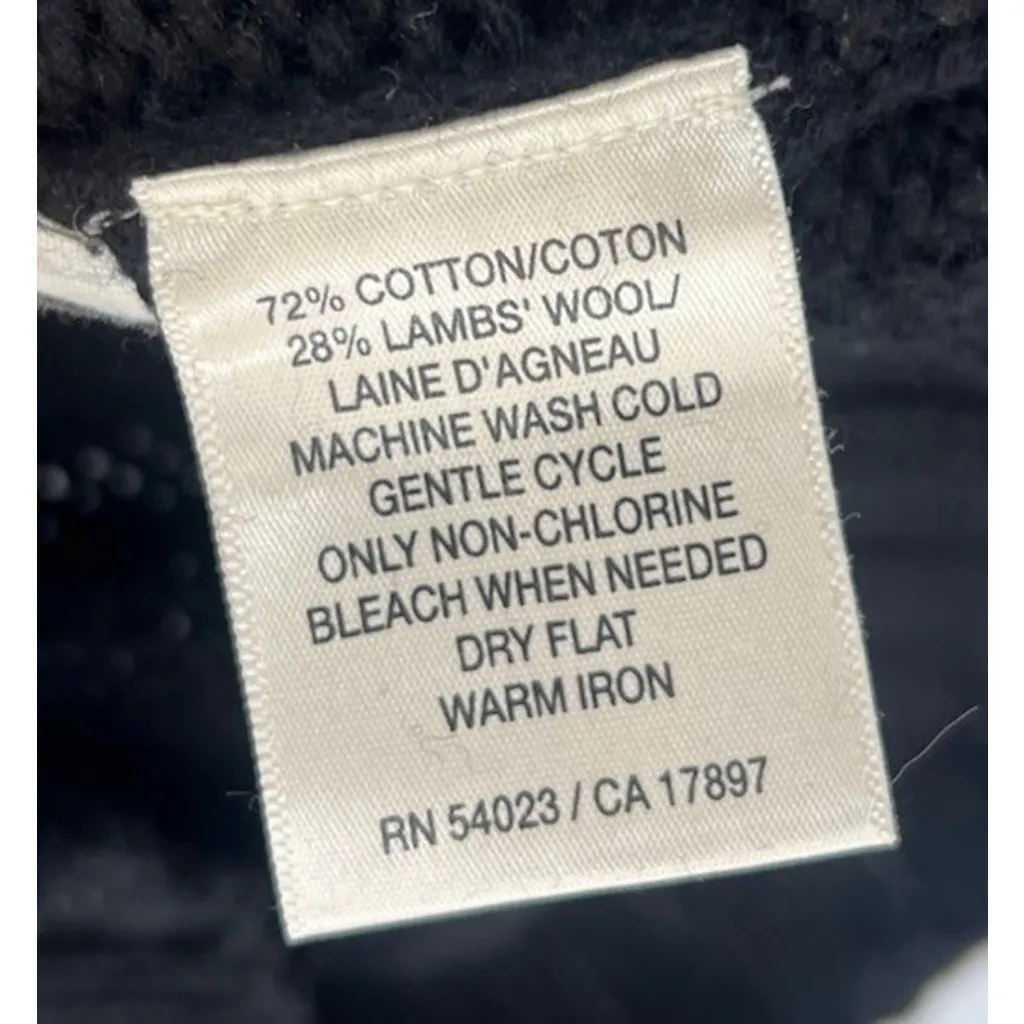 72% COTTON/COTON
28% LAMBS' WOOL/
LAINE D'AGNEAU
MACHINE WASH COLD
GENTLE CYCLE
ONLY NON-CHLORINE
BLEACH WHEN NEEDED
DRY FLAT
WARM IRON
RN 54023 / CA 17897